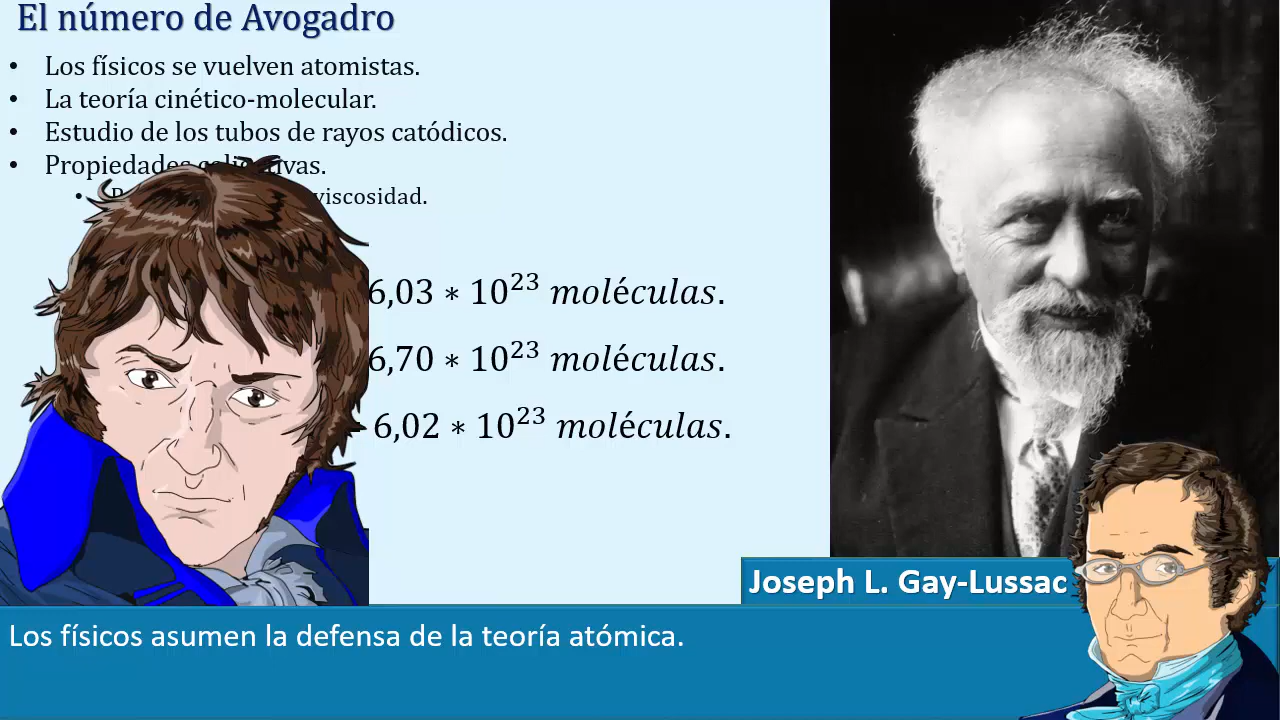 El número de Avogadro
• Los físicos se vuelven atomistas.
• La teoría cinético-molecular.
• Estudio de los tubos de rayos catódicos.
• Propiedades coligativas.
• viscosidad.
6,03 ∗ 10²³ moléculas.
6,70 ∗ 10²³ moléculas.
6,02 ∗ 10²³ moléculas.
Joseph L. Gay-Lussac
Los físicos asumen la defensa de la teoría atómica.